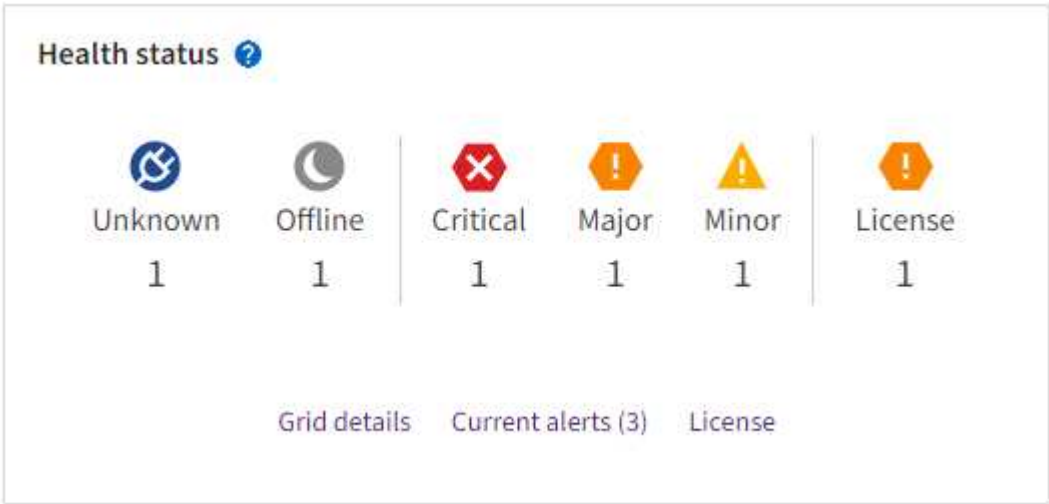 Health status ?
Unknown Offline Critical Major Minor License
1 1 1 1 1 1
Grid details Current alerts (3) License